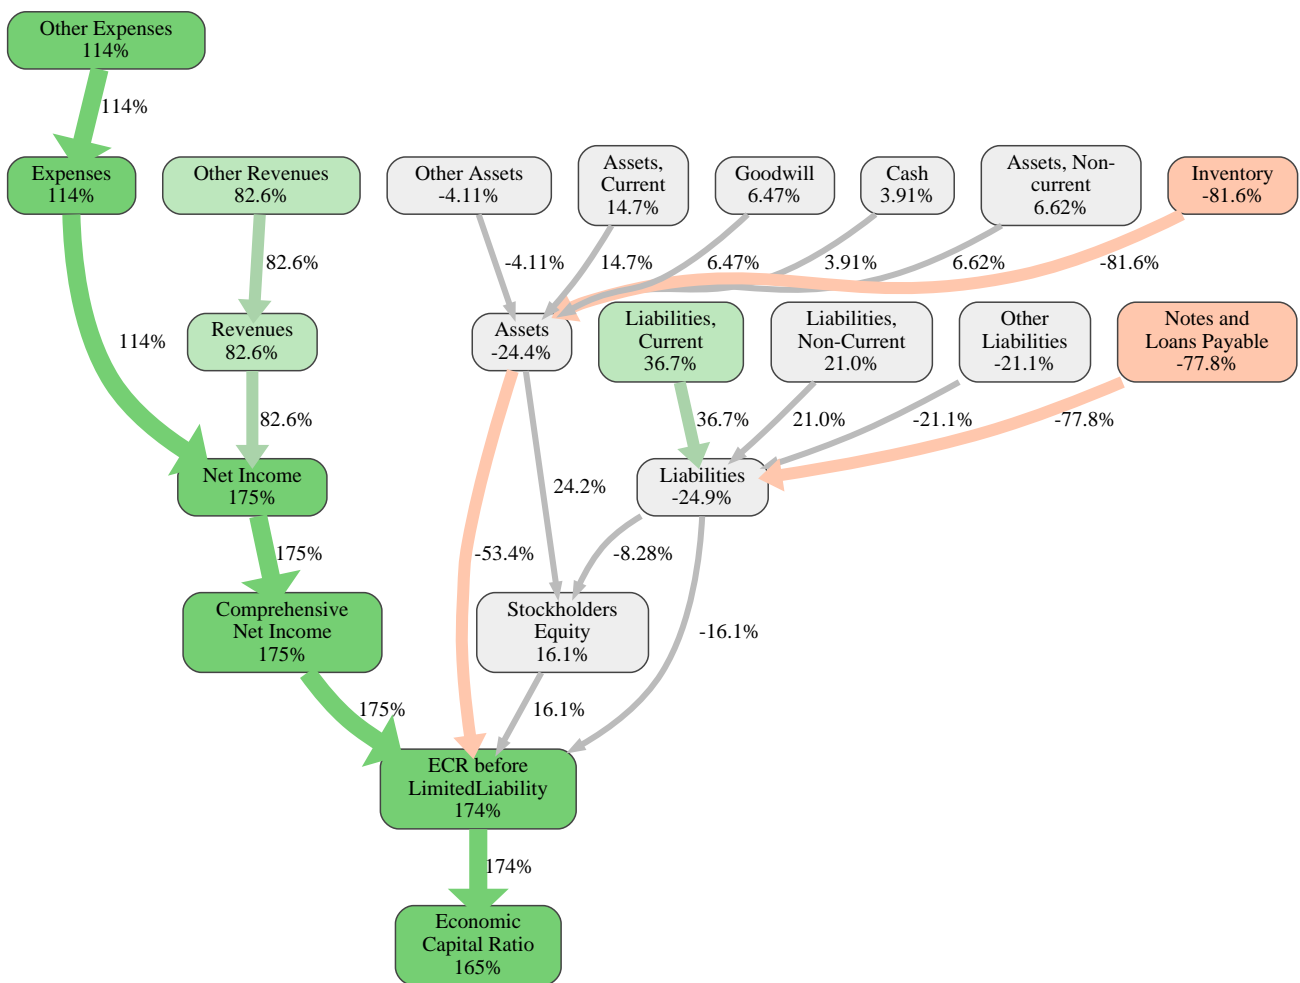 Other Expenses
114%
114%
Expenses
114%
Other Revenues
82.6%
Other Assets
-4.11%
Assets,
Current
14.7%
Goodwill
6.47%
Cash
3.91%
Assets, Non-
current
6.62%
Inventory
-81.6%
82.6%
-4.11%
14.7%
6.47%
3.91%
6.62%
-81.6%
114%
Revenues
82.6%
Assets
-24.4%
Liabilities,
Current
36.7%
Liabilities,
Non-Current
21.0%
Other
Liabilities
-21.1%
Notes and
Loans Payable
-77.8%
82.6%
36.7%
21.0%
-21.1%
-77.8%
Net Income
175%
24.2%
Liabilities
-24.9%
175%
-53.4%
-8.28%
Comprehensive
Net Income
175%
Stockholders
Equity
16.1%
-16.1%
175%
16.1%
ECR before
LimitedLiability
174%
174%
Economic
Capital Ratio
165%